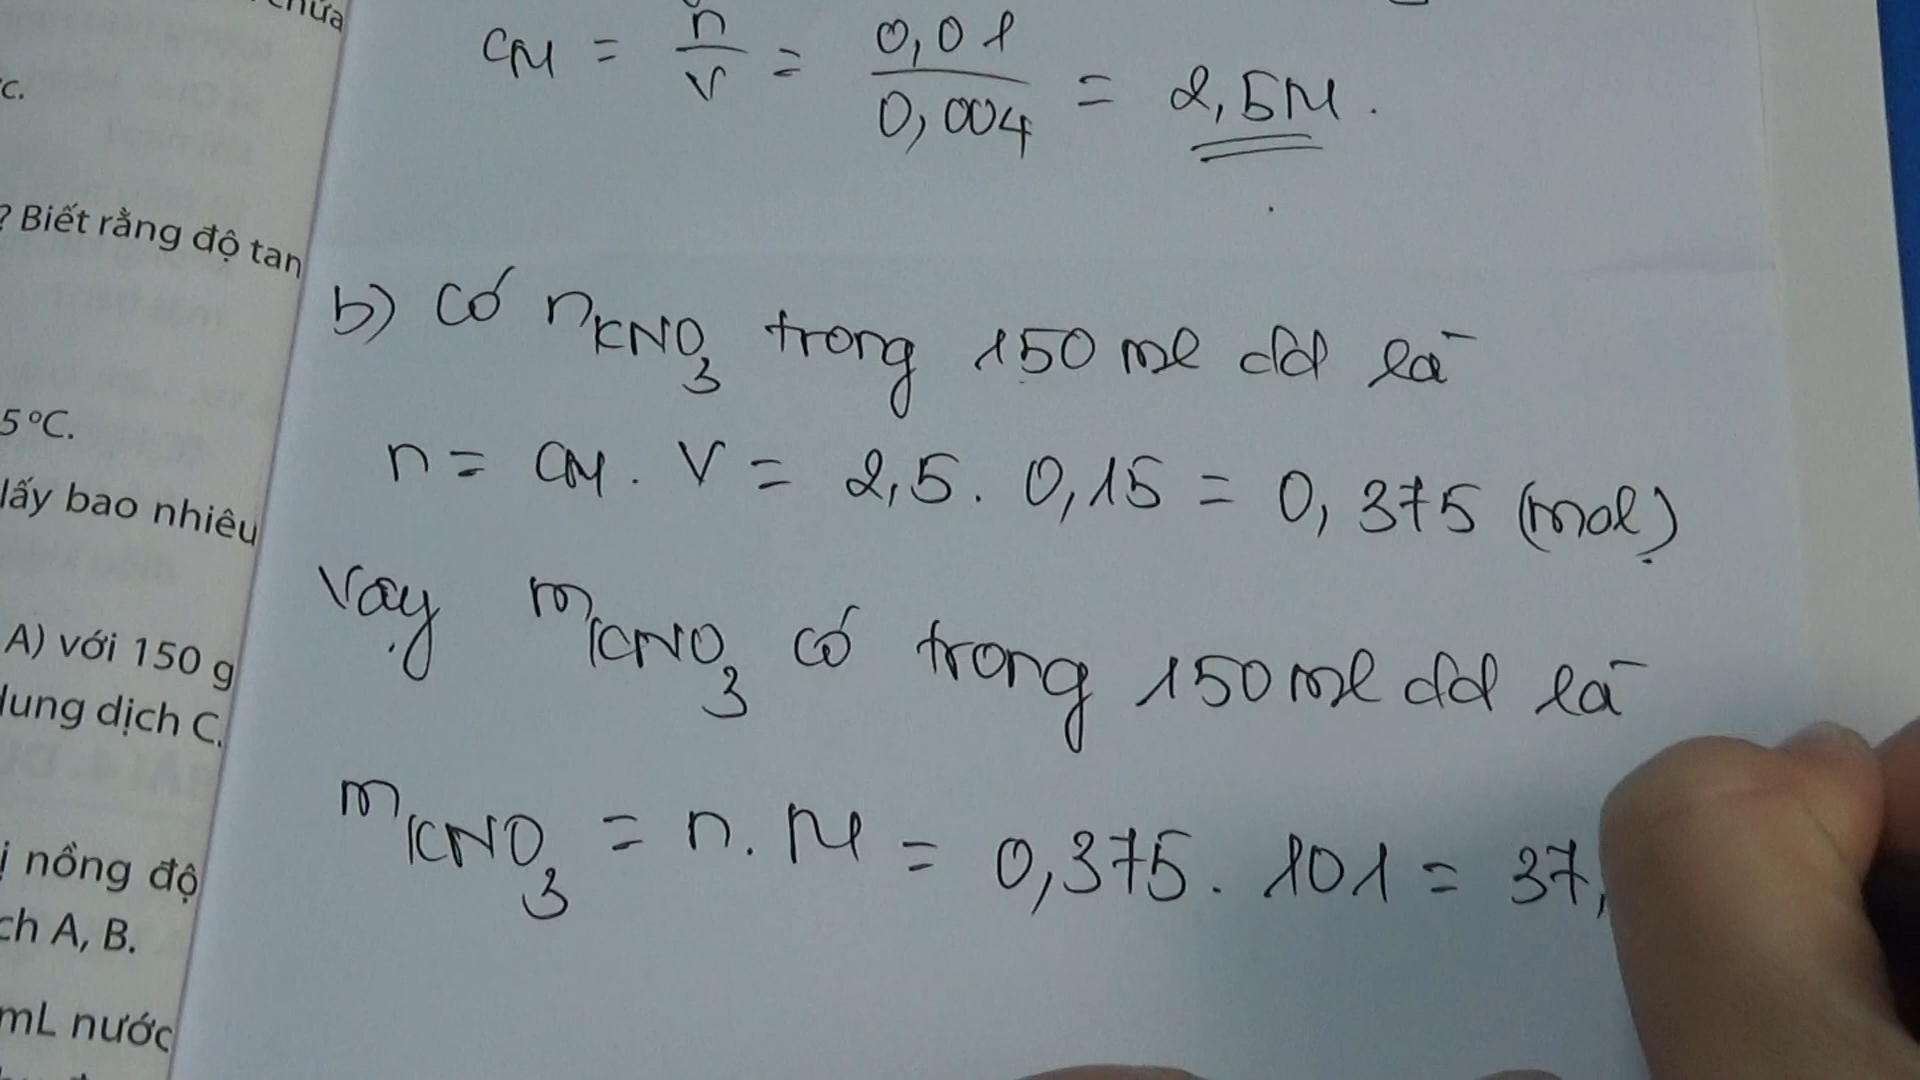 chứa
CM = n/V = 0,01/0,004 = 2,5M.
c.
? Biết rằng độ tan
b) Có nKNO3 trong 150 ml dd là
5 °C.
n = CM . V = 2,5 . 0,15 = 0,375 (mol)
lấy bao nhiêu
Vậy mKNO3 có trong 150 ml dd là
A) với 150 g
dung dịch C.
mKNO3 = n . M = 0,375 . 101 = 37,
ị nồng độ
ch A, B.
mL nước